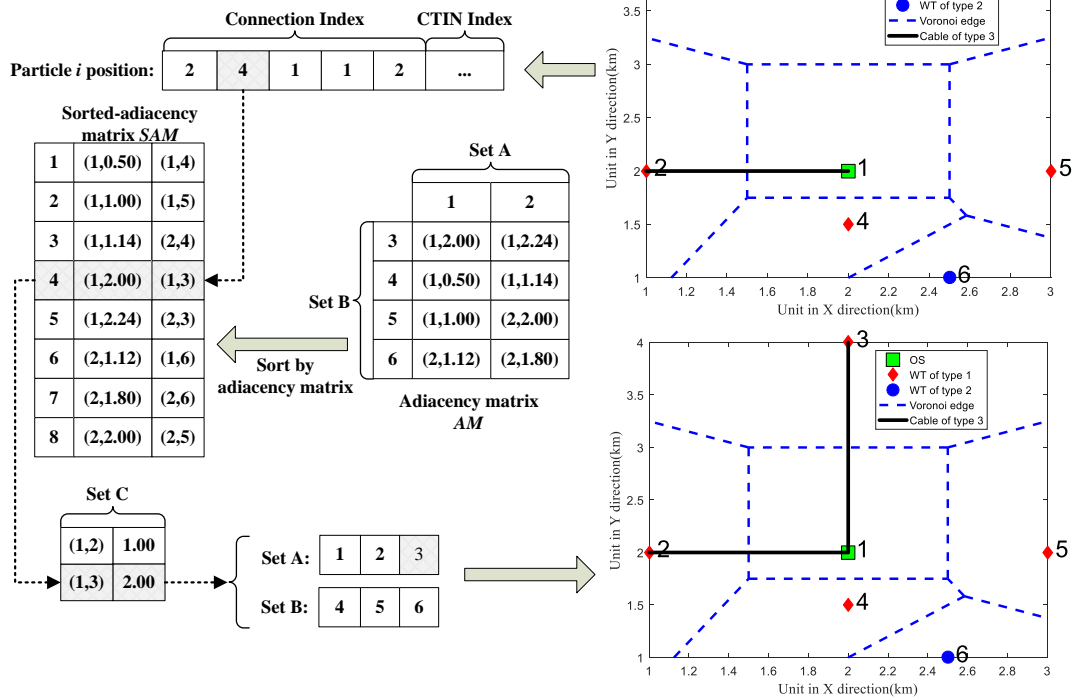 Connection Index CTIN Index
Particle i position: 2 4 1 1 2 ...
Sorted-adiacency
matrix SAM
1 (1,0.50) (1,4)
2 (1,1.00) (1,5)
3 (1,1.14) (2,4)
4 (1,2.00) (1,3)
5 (1,2.24) (2,3)
6 (2,1.12) (1,6)
7 (2,1.80) (2,6)
8 (2,2.00) (2,5)
Set A
1 2
Set B
3 (1,2.00) (1,2.24)
4 (1,0.50) (1,1.14)
5 (1,1.00) (2,2.00)
6 (2,1.12) (2,1.80)
Sort by
adiacency matrix
Adiacency matrix
AM
Set C
(1,2) 1.00
(1,3) 2.00
Set A: 1 2 3
Set B: 4 5 6
WT of type 2
Voronoi edge
Cable of type 3
Unit in Y direction(km)
3.5
3
2.5
2
1.5
1
2
1
5
4
6
1 1.2 1.4 1.6 1.8 2 2.2 2.4 2.6 2.8 3
Unit in X direction(km)
OS
WT of type 1
WT of type 2
Voronoi edge
Cable of type 3
Unit in Y direction(km)
4
3.5
3
2.5
2
1.5
1
3
2
1
5
4
6
1 1.2 1.4 1.6 1.8 2 2.2 2.4 2.6 2.8 3
Unit in X direction(km)